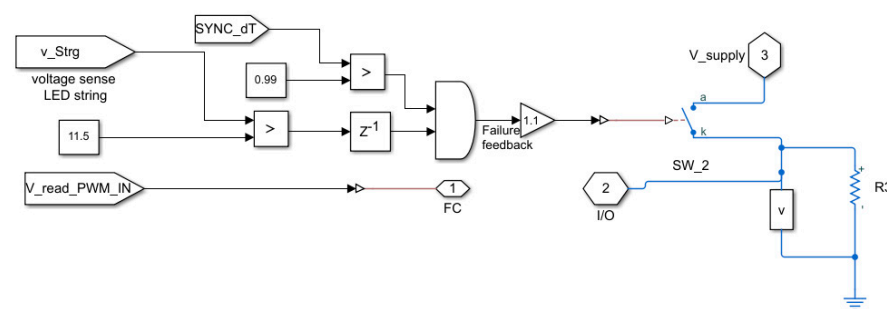 SYNC_dT
v_Strg
voltage sense
LED string
0.99
>
11.5
>
Z-1
Failure
feedback
1.1
V_supply
3
a
k
SW_2
V_read_PWM_IN
1
FC
2
I/O
v
+
-
R3